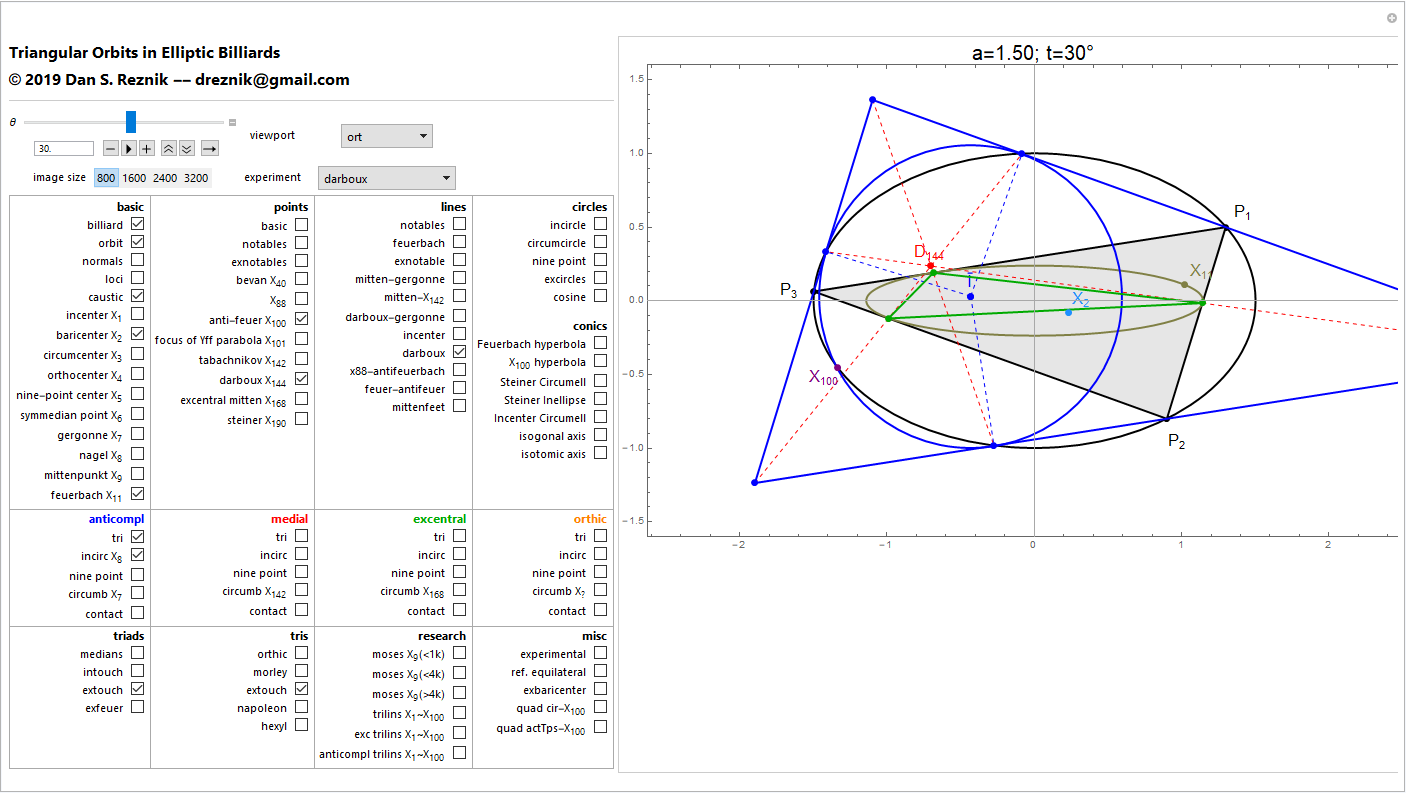 Triangular Orbits in Elliptic Billiards
© 2019 Dan S. Reznik –– dreznik@gmail.com
θ
30.
viewport
ort
image size 800 1600 2400 3200
experiment
darboux
basic
billiard
orbit
normals
loci
caustic
incenter X1
baricenter X2
circumcenter X3
orthocenter X4
nine–point center X5
symmedian point X6
gergonne X7
nagel X8
mittenpunkt X9
feuerbach X11
points
basic
notables
exnotables
bevan X40
X88
anti–feuer X100
focus of Yff parabola X101
tabachnikov X142
darboux X144
excentral mitten X168
steiner X190
lines
notables
feuerbach
exnotable
mitten–gergonne
mitten–X142
darboux–gergonne
incenter
darboux
x88–antifeuerbach
feuer–antifeuer
mittenfeet
circles
incircle
circumcircle
nine point
excircles
cosine
conics
Feuerbach hyperbola
X100 hyperbola
Steiner Circumell
Steiner Inellipse
Incenter Circumell
isogonal axis
isotomic axis
anticompl
tri
incirc X8
nine point
circumb X7
contact
medial
tri
incirc
nine point
circumb X142
contact
excentral
tri
incirc
nine point
circumb X168
contact
orthic
tri
incirc
nine point
circumb X?
contact
triads
medians
intouch
extouch
exfeuer
tris
orthic
morley
extouch
napoleon
hexyl
research
moses X9(<1k)
moses X9(<4k)
moses X9(>4k)
trilins X1~X100
exc trilins X1~X100
anticompl trilins X1~X100
misc
experimental
ref. equilateral
exbaricenter
quad cir–X100
quad actTps–X100
a=1.50; t=30°
1.5
1.0
0.5
0.0
−0.5
−1.0
−1.5
−2
−1
0
1
2
P1
D144
X11
P3
X2
X100
P2